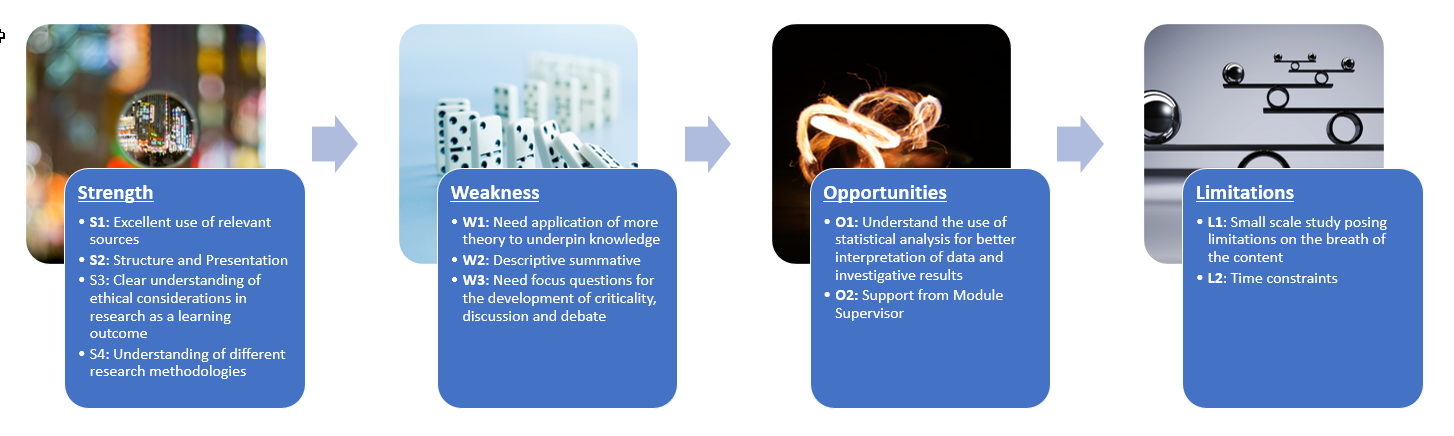 Strength
• S1: Excellent use of relevant
sources
• S2: Structure and Presentation
• S3: Clear understanding of
ethical considerations in
research as a learning
outcome
• S4: Understanding of different
research methodologies
Weakness
• W1: Need application of more
theory to underpin knowledge
• W2: Descriptive summative
• W3: Need focus questions for
the development of criticality,
discussion and debate
Opportunities
• O1: Understand the use of
statistical analysis for better
interpretation of data and
investigative results
• O2: Support from Module
Supervisor
Limitations
• L1: Small scale study posing
limitations on the breath of
the content
• L2: Time constraints